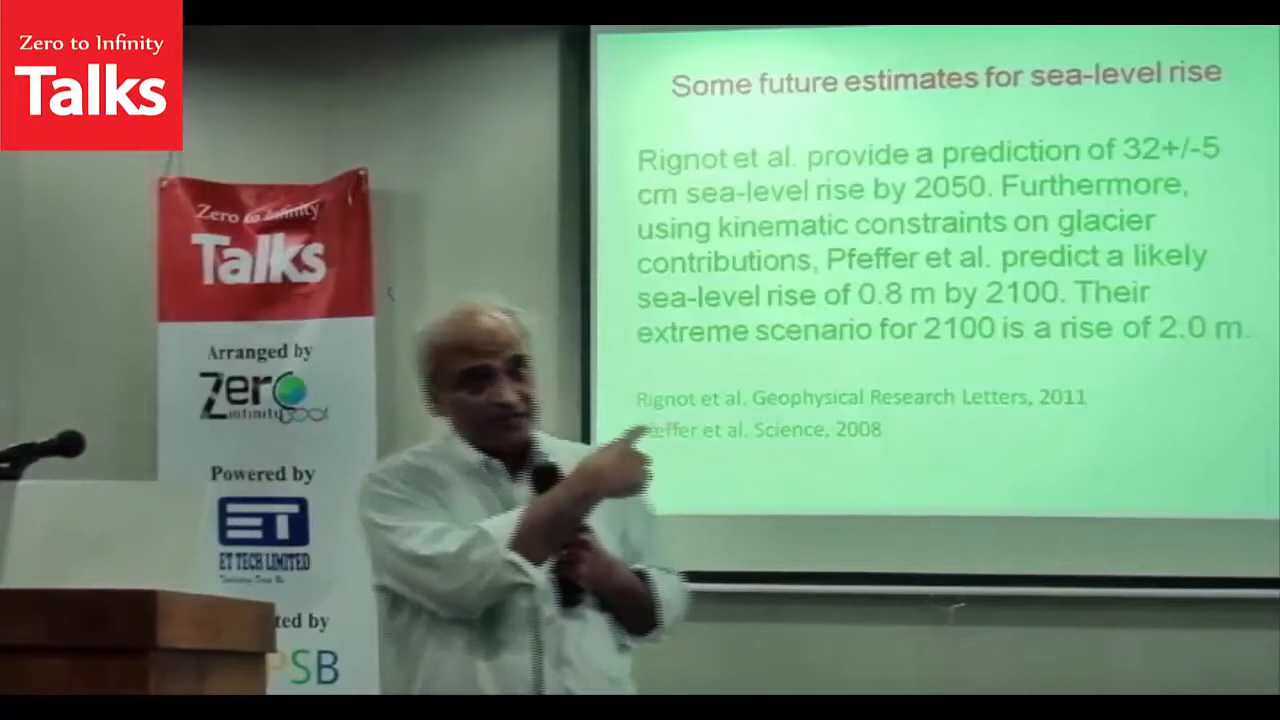 Zero to Infinity
Talks
Zero to Infinity
Talks
Arranged by
Zero
infinity
Powered by
ET
ET TECH LIMITED
ted by
PSB
Some future estimates for sea-level rise
Rignot et al. provide a prediction of 32+/-5
cm sea-level rise by 2050. Furthermore,
using kinematic constraints on glacier
contributions, Pfeffer et al. predict a likely
sea-level rise of 0.8 m by 2100. Their
extreme scenario for 2100 is a rise of 2.0 m.
Rignot et al. Geophysical Research Letters, 2011
effer et al. Science, 2008